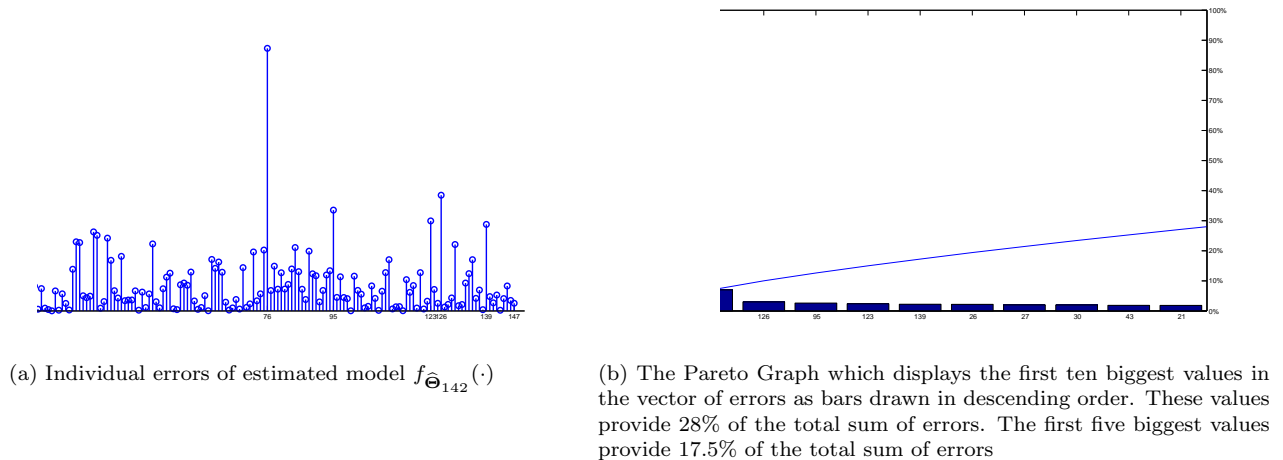 100%
90%
80%
70%
60%
50%
40%
30%
20%
10%
0%
76 95 123126 139 147
126 95 123 139 26 27 30 43 21
(a) Individual errors of estimated model f_{\widehat{Θ}_{142}}(·)
(b) The Pareto Graph which displays the first ten biggest values in
the vector of errors as bars drawn in descending order. These values
provide 28% of the total sum of errors. The first five biggest values
provide 17.5% of the total sum of errors